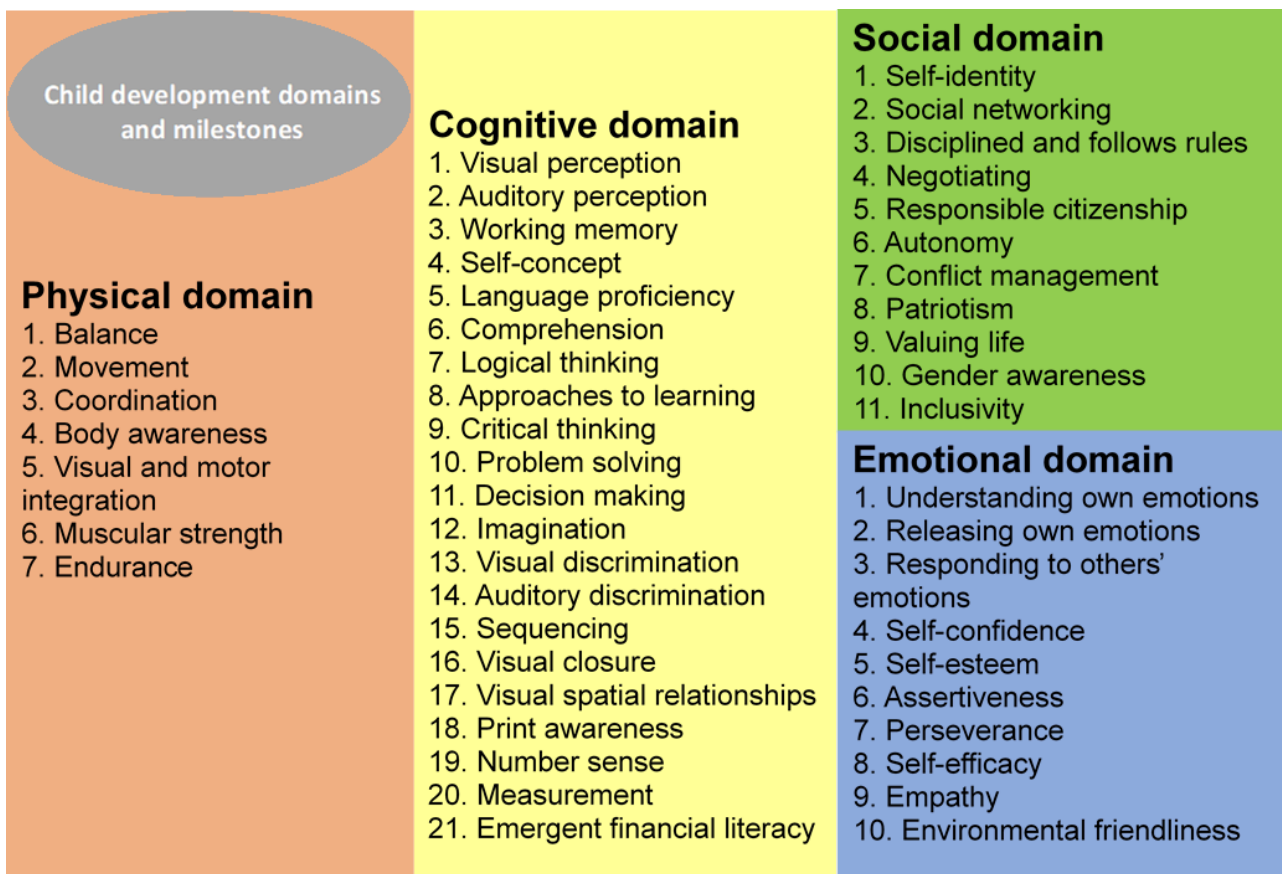 Child development domains
and milestones
Physical domain
1. Balance
2. Movement
3. Coordination
4. Body awareness
5. Visual and motor
integration
6. Muscular strength
7. Endurance
Cognitive domain
1. Visual perception
2. Auditory perception
3. Working memory
4. Self-concept
5. Language proficiency
6. Comprehension
7. Logical thinking
8. Approaches to learning
9. Critical thinking
10. Problem solving
11. Decision making
12. Imagination
13. Visual discrimination
14. Auditory discrimination
15. Sequencing
16. Visual closure
17. Visual spatial relationships
18. Print awareness
19. Number sense
20. Measurement
21. Emergent financial literacy
Social domain
1. Self-identity
2. Social networking
3. Disciplined and follows rules
4. Negotiating
5. Responsible citizenship
6. Autonomy
7. Conflict management
8. Patriotism
9. Valuing life
10. Gender awareness
11. Inclusivity
Emotional domain
1. Understanding own emotions
2. Releasing own emotions
3. Responding to others’
emotions
4. Self-confidence
5. Self-esteem
6. Assertiveness
7. Perseverance
8. Self-efficacy
9. Empathy
10. Environmental friendliness